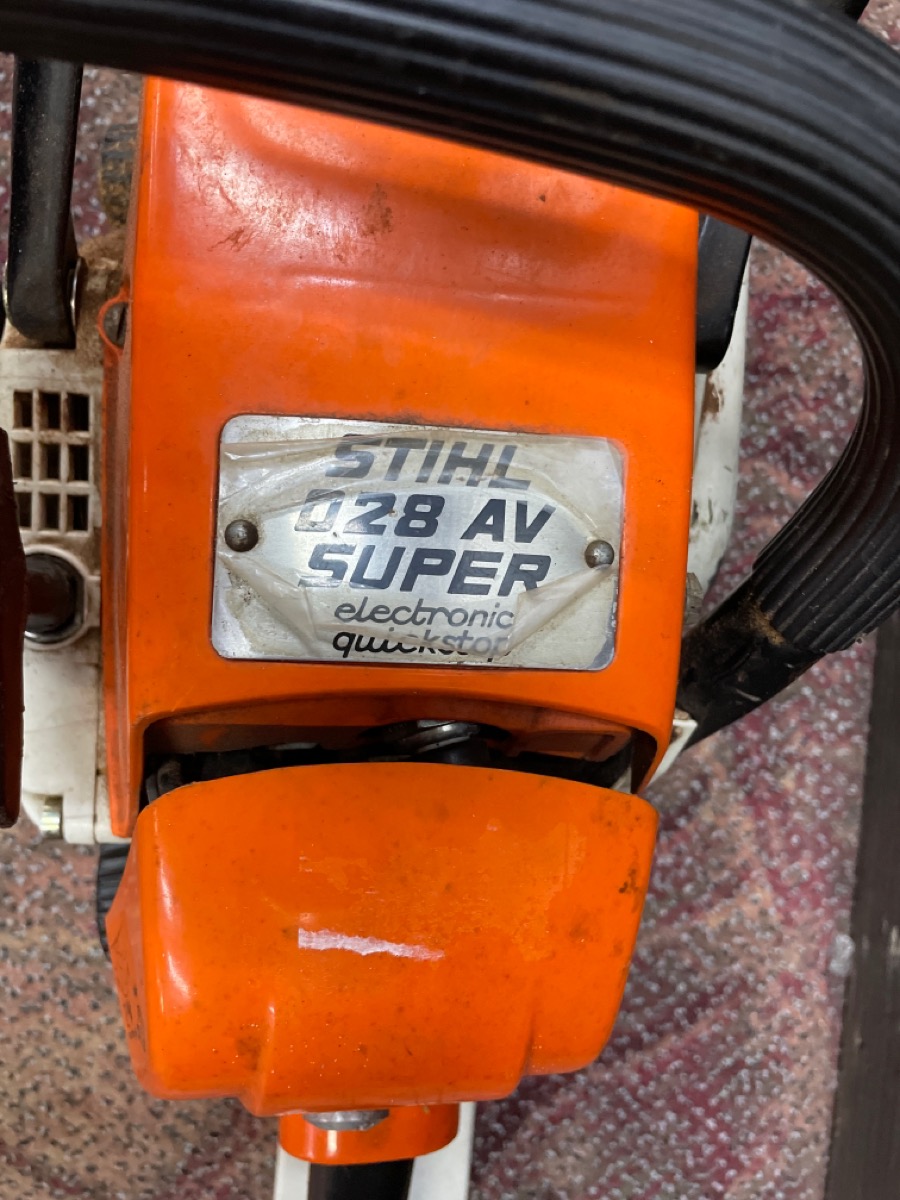 STIHL
028 AV
SUPER
electronic
quickstop